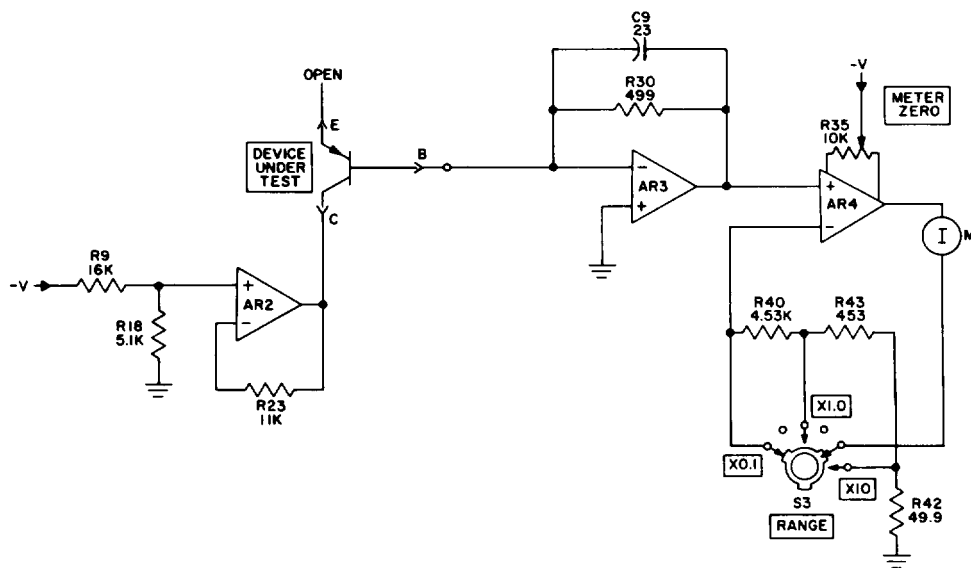 C9
23
OPEN
R30
499
-V
METER
ZERO
R35
10K
E
DEVICE
UNDER
TEST
B
-
AR3
+
+
AR4
-
I
M
C
R9
16K
-V
+
AR2
-
R18
5.1K
R23
11K
R40
4.53K
R43
453
X1.0
X0.1
X10
S3
RANGE
R42
49.9